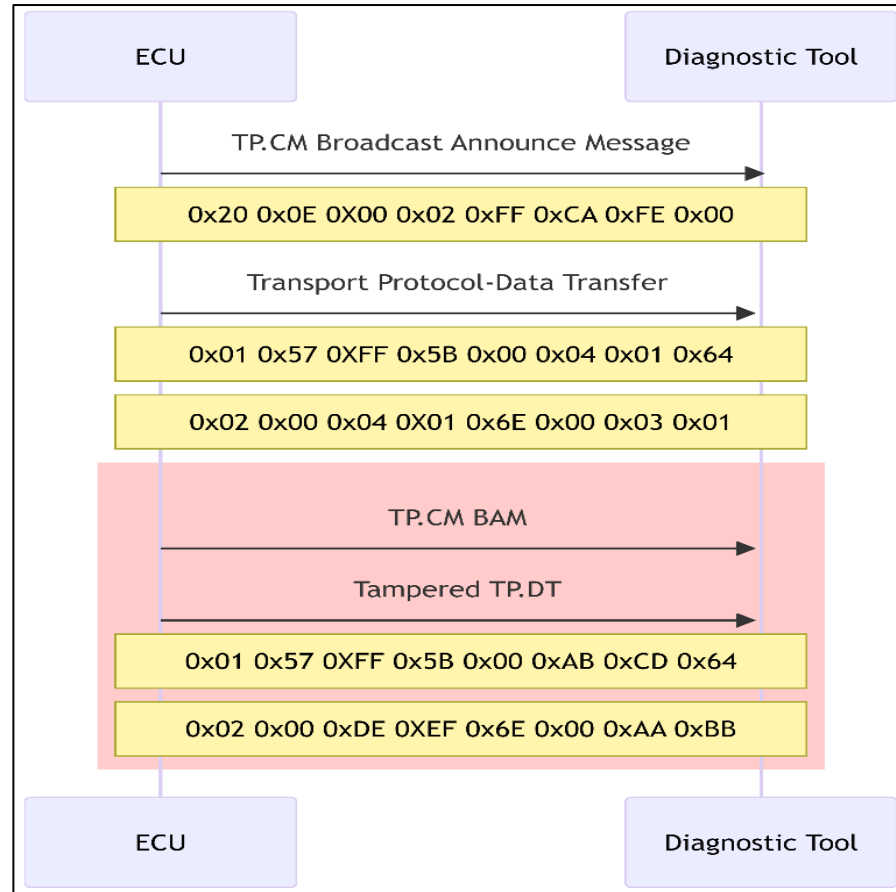 ECU Diagnostic Tool
TP.CM Broadcast Announce Message
0x20 0x0E 0X00 0x02 0xFF 0xCA 0xFE 0x00
Transport Protocol-Data Transfer
0x01 0x57 0XFF 0x5B 0x00 0x04 0x01 0x64
0x02 0x00 0x04 0X01 0x6E 0x00 0x03 0x01
TP.CM BAM
Tampered TP.DT
0x01 0x57 0XFF 0x5B 0x00 0xAB 0xCD 0x64
0x02 0x00 0xDE 0XEF 0x6E 0x00 0xAA 0xBB
ECU Diagnostic Tool